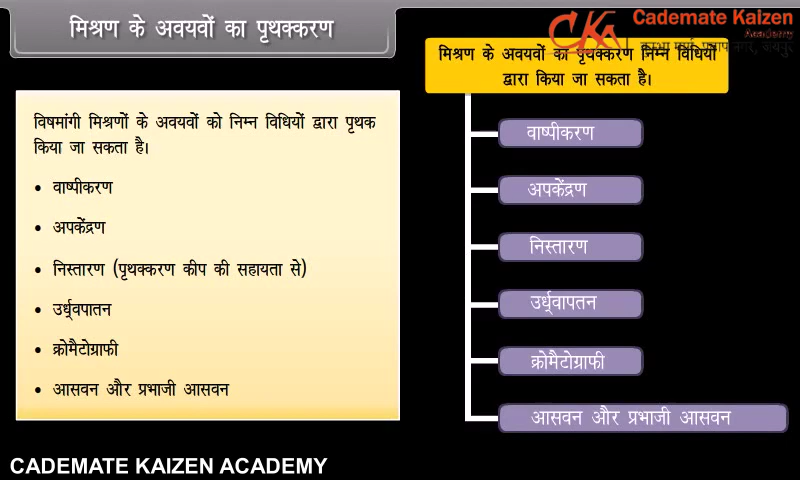 मिश्रण के अवयवों का पृथक्करण
Cademate Kaizen
Academy
विषमांगी मिश्रणों के अवयवों को निम्न विधियों द्वारा पृथक
किया जा सकता है।
• वाष्पीकरण
• अपकेंद्रण
• निस्तारण (पृथक्करण कीप की सहायता से)
• उर्ध्वपातन
• क्रोमैटोग्राफी
• आसवन और प्रभाजी आसवन
मिश्रण के अवयवों का पृथक्करण निम्न विधियों
द्वारा किया जा सकता है।
वाष्पीकरण
अपकेंद्रण
निस्तारण
उर्ध्वापतन
क्रोमैटोग्राफी
आसवन और प्रभाजी आसवन
CADEMATE KAIZEN ACADEMY